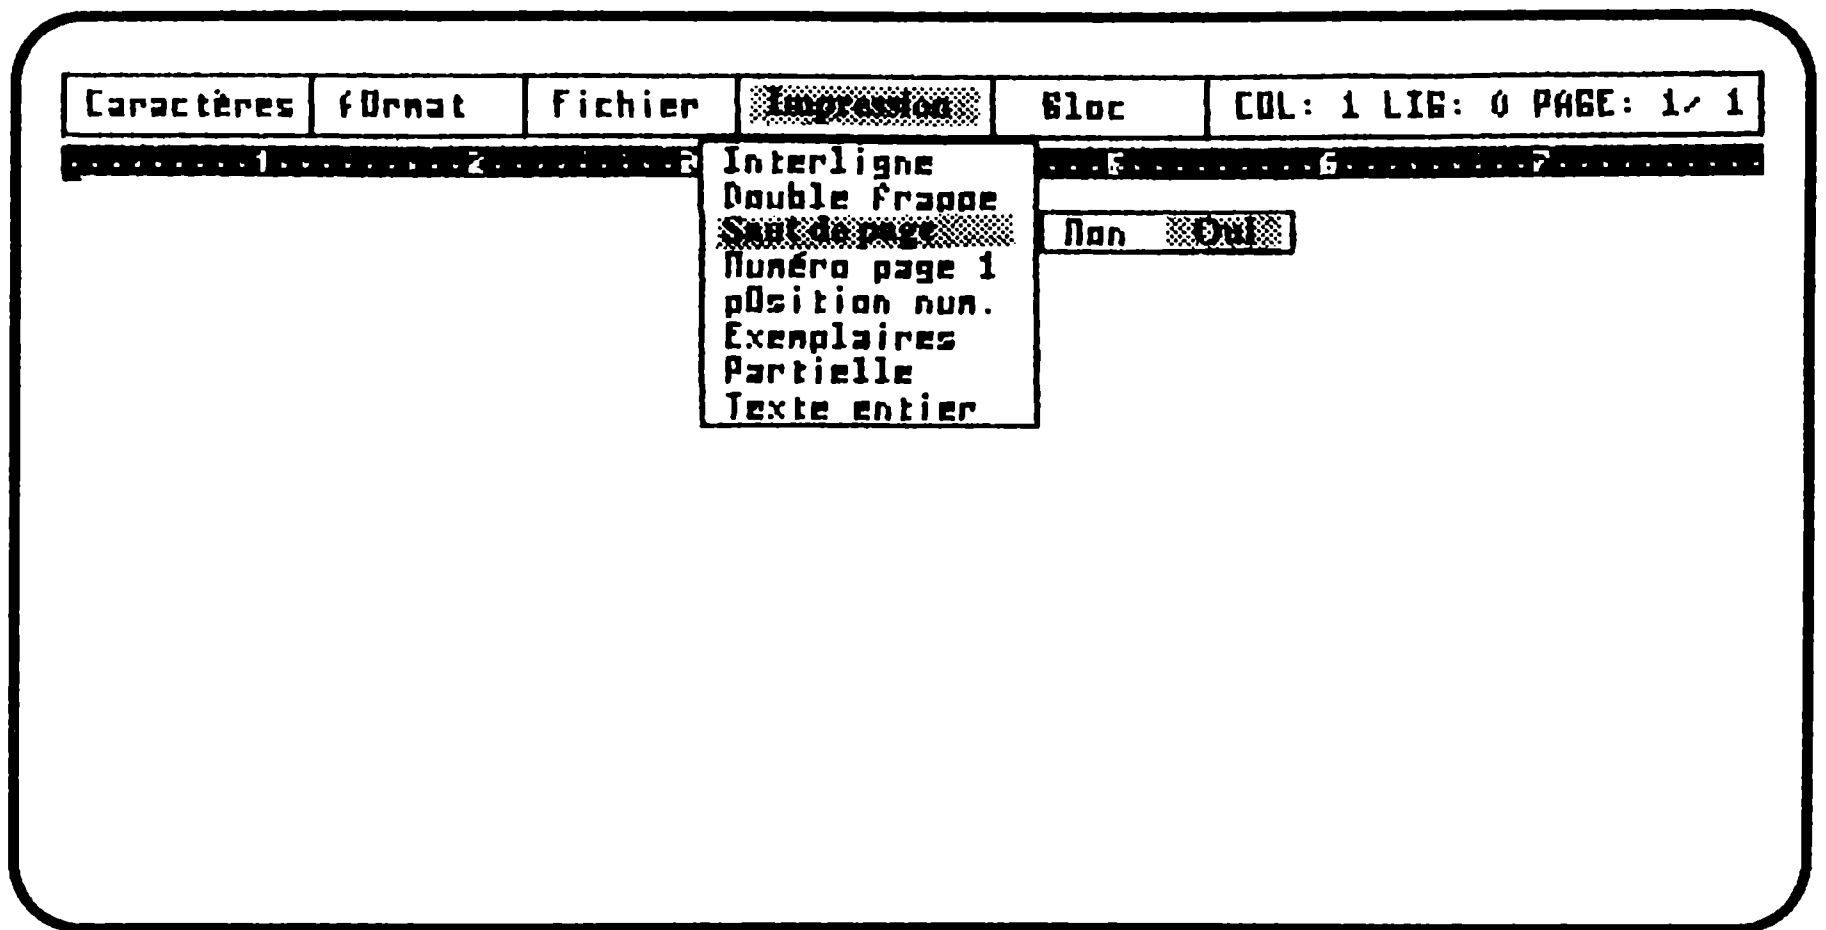 Caractères fOrmat Fichier Impression Bloc COL: 1 LIG: 0 PAGE: 1/ 1
1 2 3 5 6 7
Interligne
Double frappe
Saut de page Non Oui
Numéro page 1
pOsition num.
Exemplaires
Partielle
Texte entier